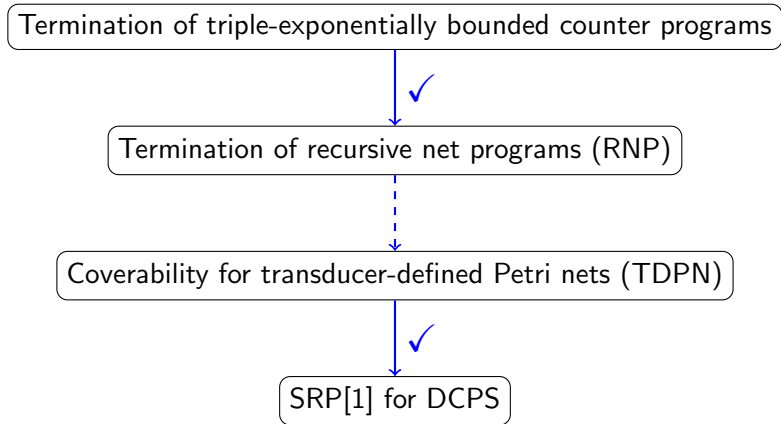 Termination of triple-exponentially bounded counter programs
✓
Termination of recursive net programs (RNP)
Coverability for transducer-defined Petri nets (TDPN)
✓
SRP[1] for DCPS